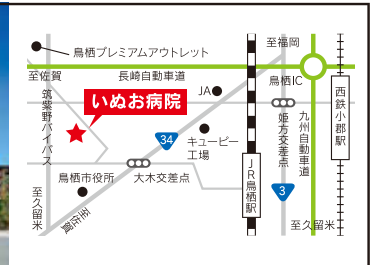 至福岡
鳥栖プレミアムアウトレット
至佐賀
長崎自動車道
鳥栖IC
JA
いぬお病院
筑紫野バイパス
34
キューピー
工場
姫方交差点
九州自動車道
西鉄小郡駅
JR鳥栖駅
鳥栖市役所
大木交差点
3
至久留米
至佐賀
至久留米